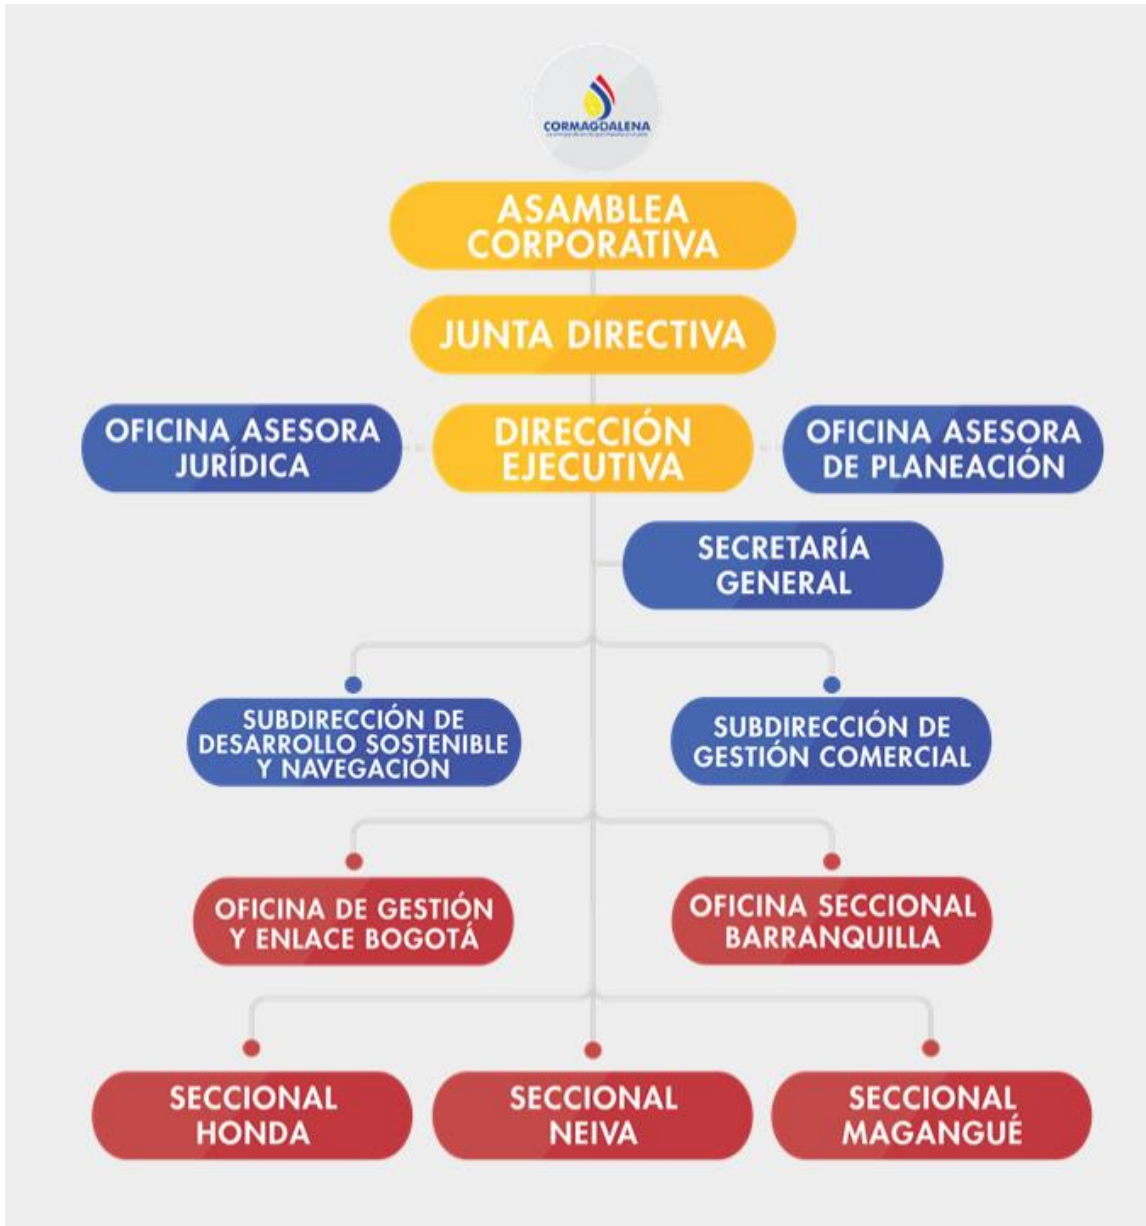 CORMAGDALENA
ASAMBLEA
CORPORATIVA
JUNTA DIRECTIVA
OFICINA ASESORA
JURÍDICA
DIRECCIÓN
EJECUTIVA
OFICINA ASESORA
DE PLANEACIÓN
SECRETARÍA
GENERAL
SUBDIRECCIÓN DE
DESARROLLO SOSTENIBLE
Y NAVEGACIÓN
SUBDIRECCIÓN DE
GESTIÓN COMERCIAL
OFICINA DE GESTIÓN
Y ENLACE BOGOTÁ
OFICINA SECCIONAL
BARRANQUILLA
SECCIONAL
HONDA
SECCIONAL
NEIVA
SECCIONAL
MAGANGUÉ